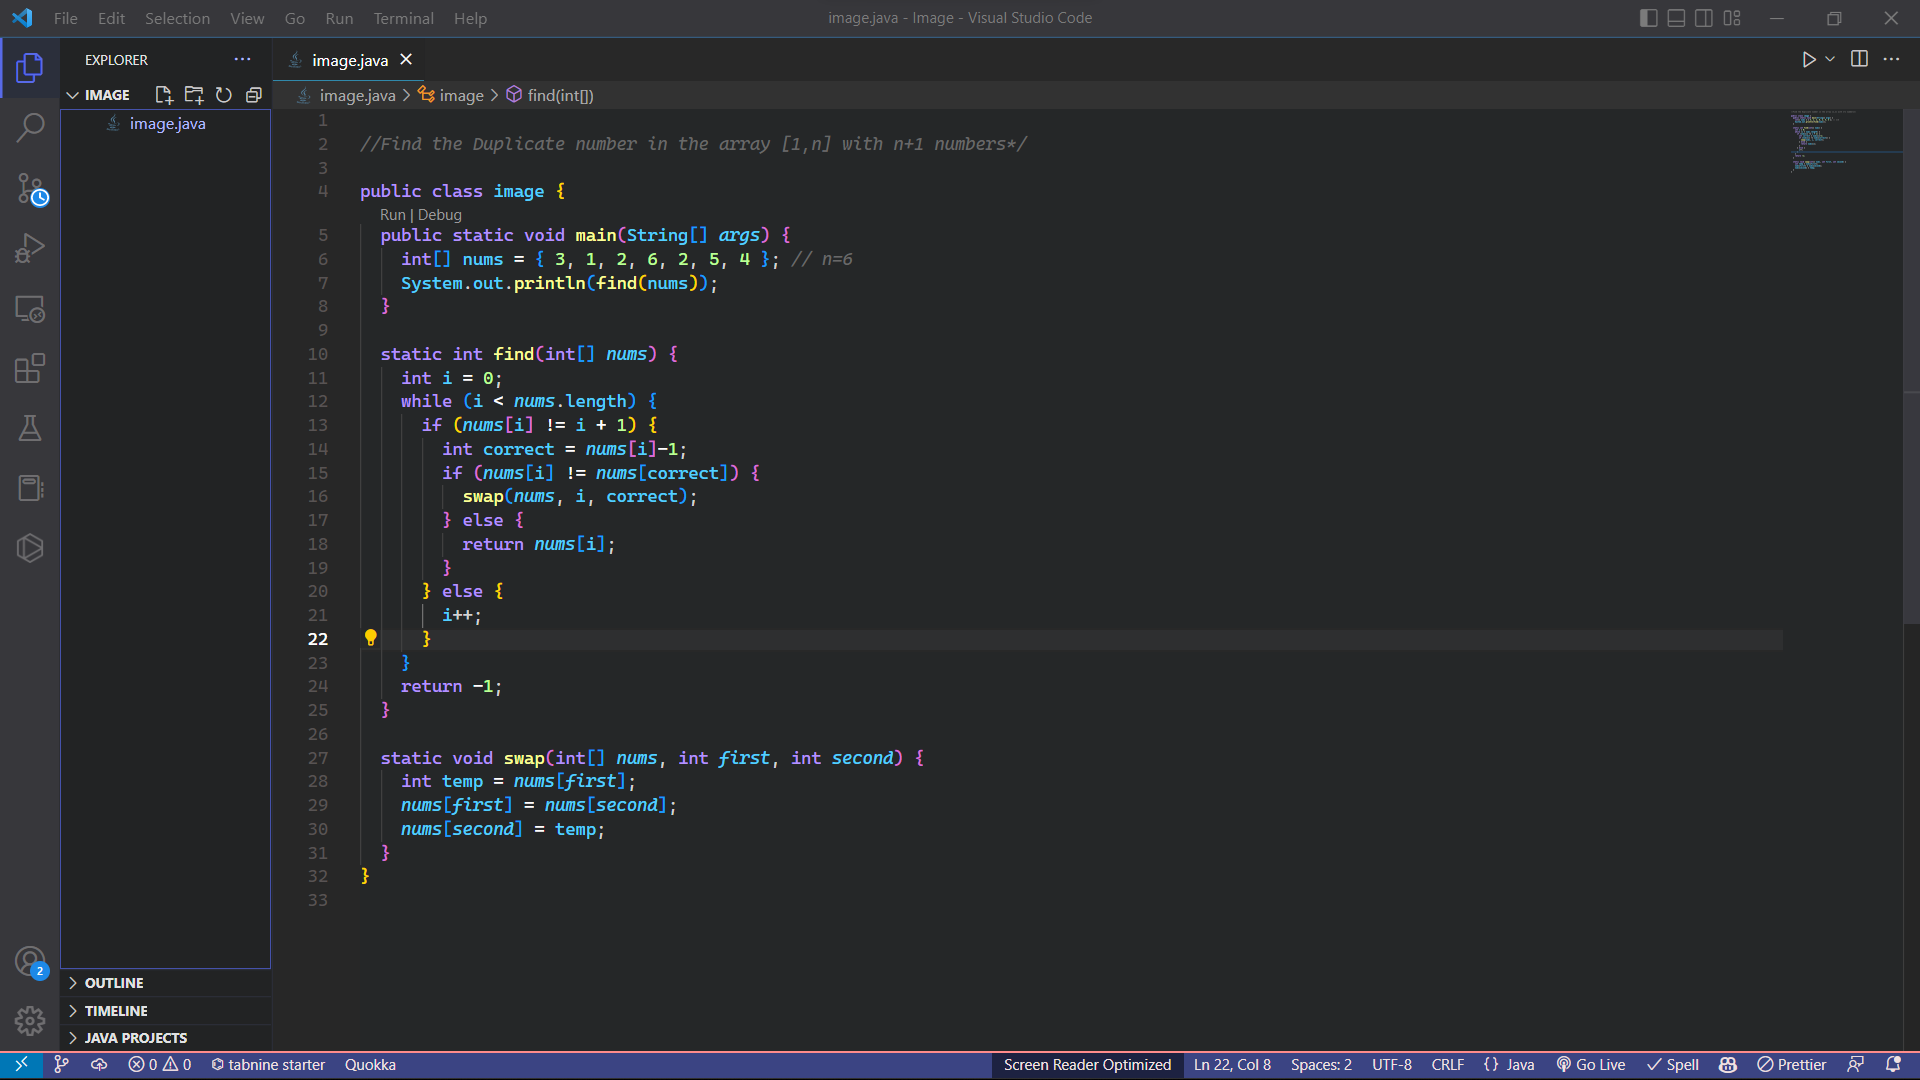 File Edit Selection View Go Run Terminal Help
image.java - Image - Visual Studio Code
EXPLORER
IMAGE
image.java
image.java
image.java > image > find(int[])
1
2 //Find the Duplicate number in the array [1,n] with n+1 numbers*/
3
4 public class image {
Run | Debug
5 public static void main(String[] args) {
6 int[] nums = { 3, 1, 2, 6, 2, 5, 4 }; // n=6
7 System.out.println(find(nums));
8 }
9
10 static int find(int[] nums) {
11 int i = 0;
12 while (i < nums.length) {
13 if (nums[i] != i + 1) {
14 int correct = nums[i]-1;
15 if (nums[i] != nums[correct]) {
16 swap(nums, i, correct);
17 } else {
18 return nums[i];
19 }
20 } else {
21 i++;
22 }
23 }
24 return -1;
25 }
26
27 static void swap(int[] nums, int first, int second) {
28 int temp = nums[first];
29 nums[first] = nums[second];
30 nums[second] = temp;
31 }
32 }
33
2
OUTLINE
TIMELINE
JAVA PROJECTS
0 0 tabnine starter Quokka Screen Reader Optimized Ln 22, Col 8 Spaces: 2 UTF-8 CRLF {} Java Go Live Spell Prettier